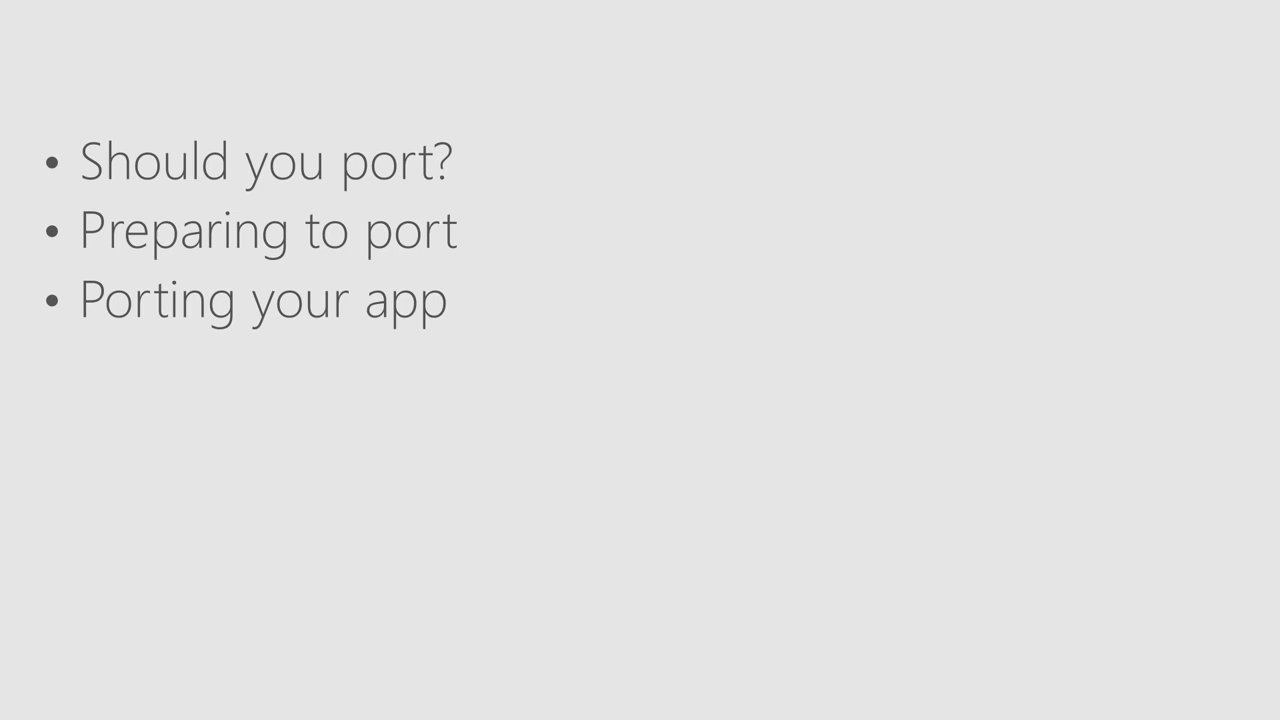 • Should you port?
• Preparing to port
• Porting your app